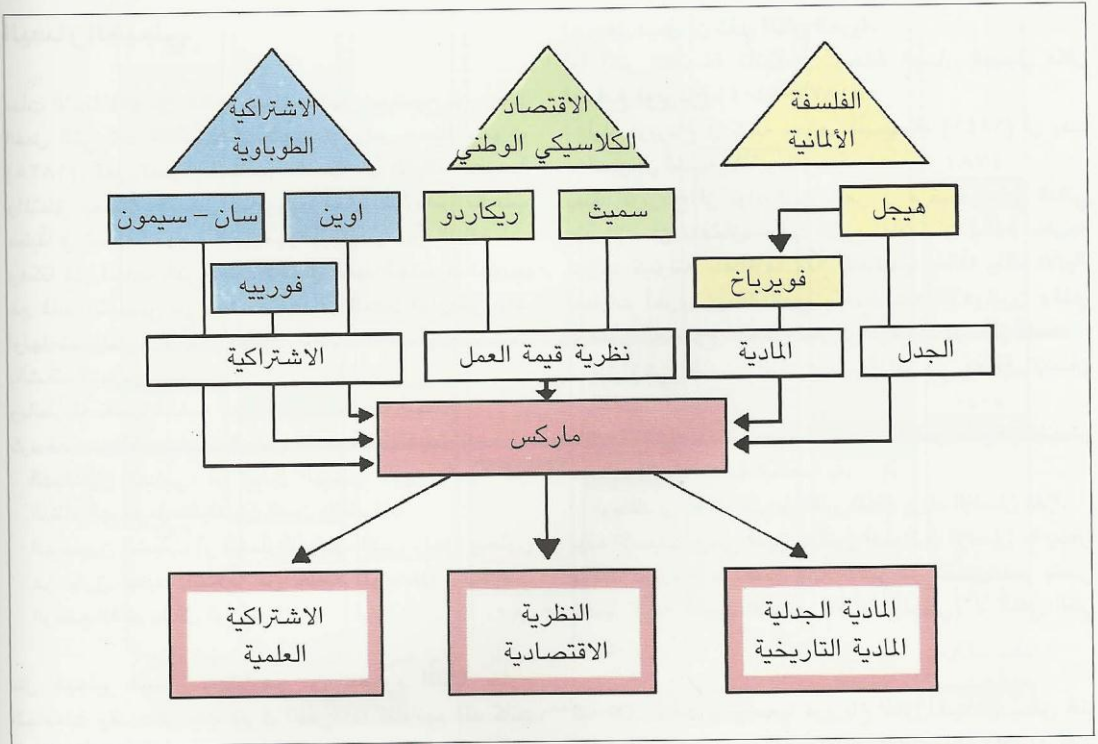 الفلسفة
الألمانية
الاقتصاد
الكلاسيكي الوطني
الاشتراكية
الطوباوية
هيجل
سميث
ريكاردو
اوين
سان – سيمون
فويرباخ
فورييه
الجدل
المادية
نظرية قيمة العمل
الاشتراكية
ماركس
المادية الجدلية
المادية التاريخية
النظرية
الاقتصادية
الاشتراكية
العلمية